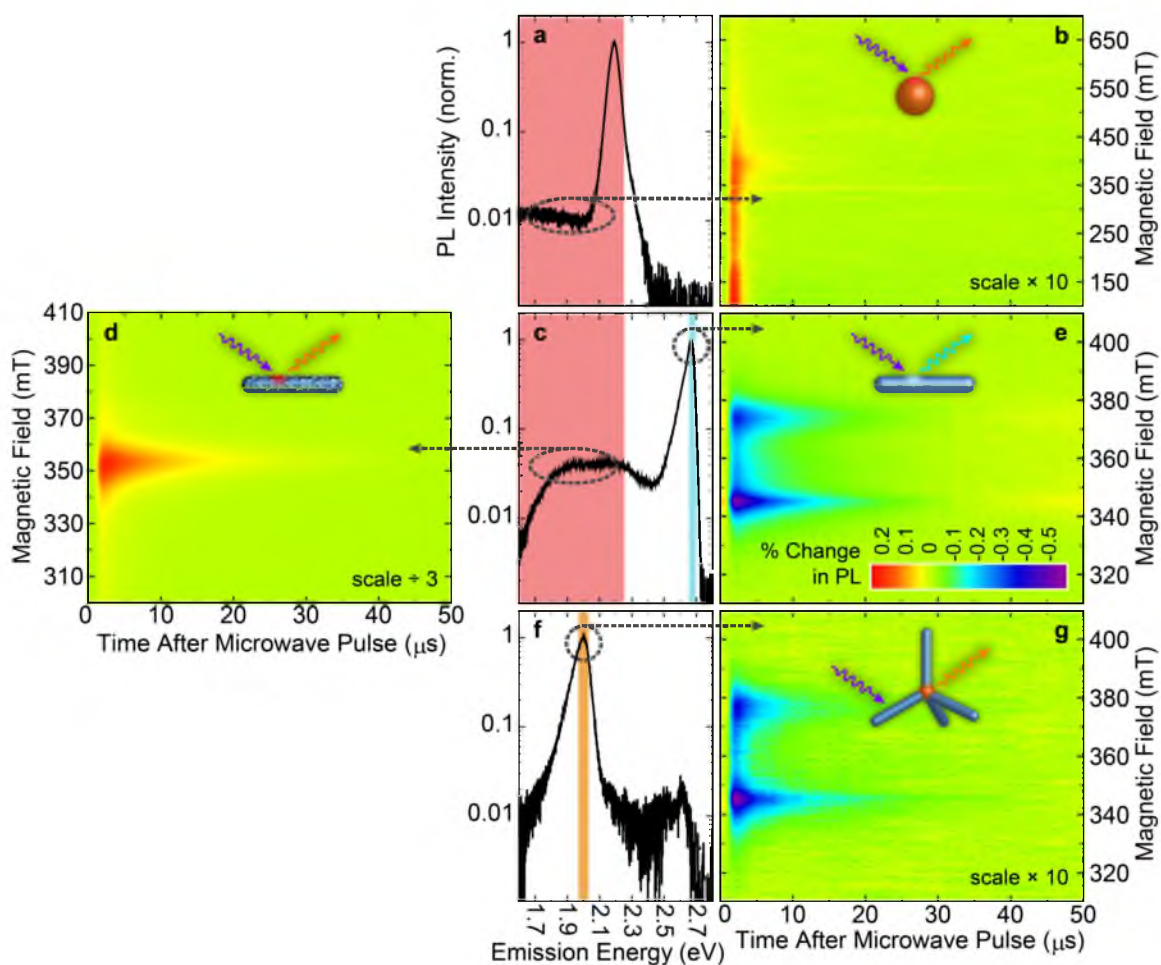 a
1
0.1
0.01
PL Intensity (norm.)
b
650
550
450
350
250
150
Magnetic Field (mT)
scale × 10
d
410
390
370
350
330
310
Magnetic Field (mT)
scale ÷ 3
0 10 20 30 40 50
Time After Microwave Pulse (μs)
c
1
0.1
0.01
e
400
380
360
340
320
Magnetic Field (mT)
0.2 0.1 0 -0.1 -0.2 -0.3 -0.4 -0.5
% Change
in PL
f
1
0.1
0.01
1.7 1.9 2.1 2.3 2.5 2.7
Emission Energy (eV)
g
400
380
360
340
320
Magnetic Field (mT)
scale × 10
0 10 20 30 40 50
Time After Microwave Pulse (μs)